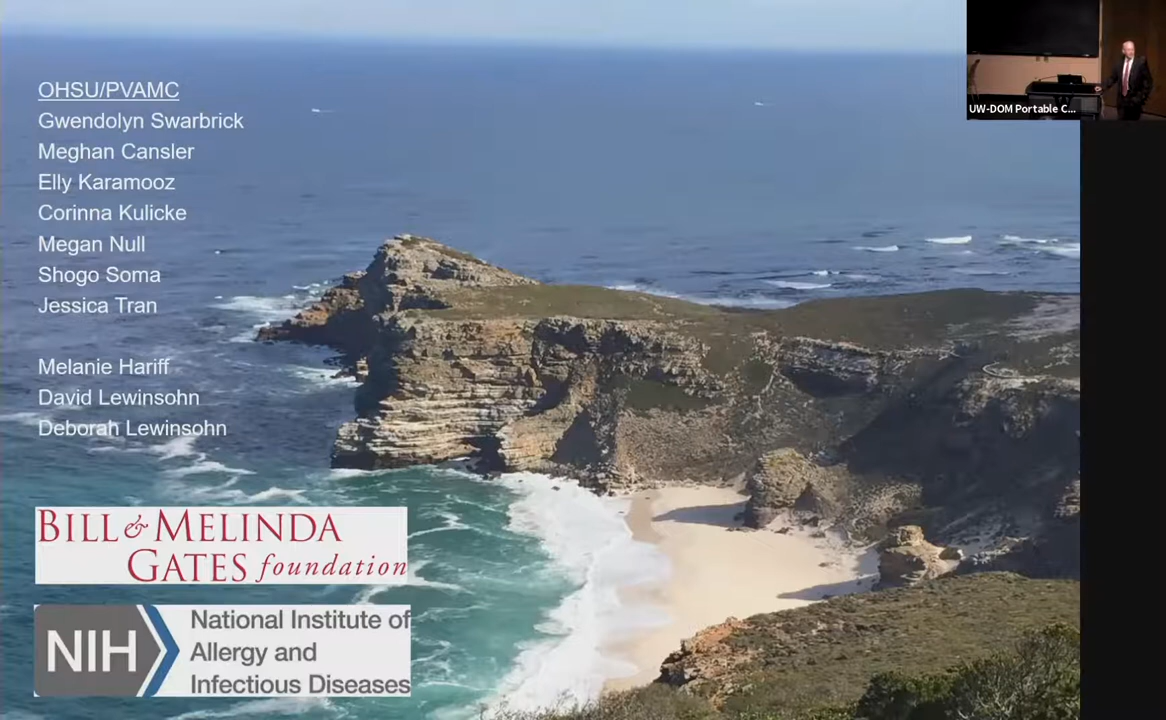 OHSU/PVAMC
Gwendolyn Swarbrick
Meghan Cansler
Elly Karamooz
Corinna Kulicke
Megan Null
Shogo Soma
Jessica Tran
Melanie Hariff
David Lewinsohn
Deborah Lewinsohn
BILL & MELINDA
GATES foundation
NIH
National Institute of
Allergy and
Infectious Diseases
UW-DOM Portable C...